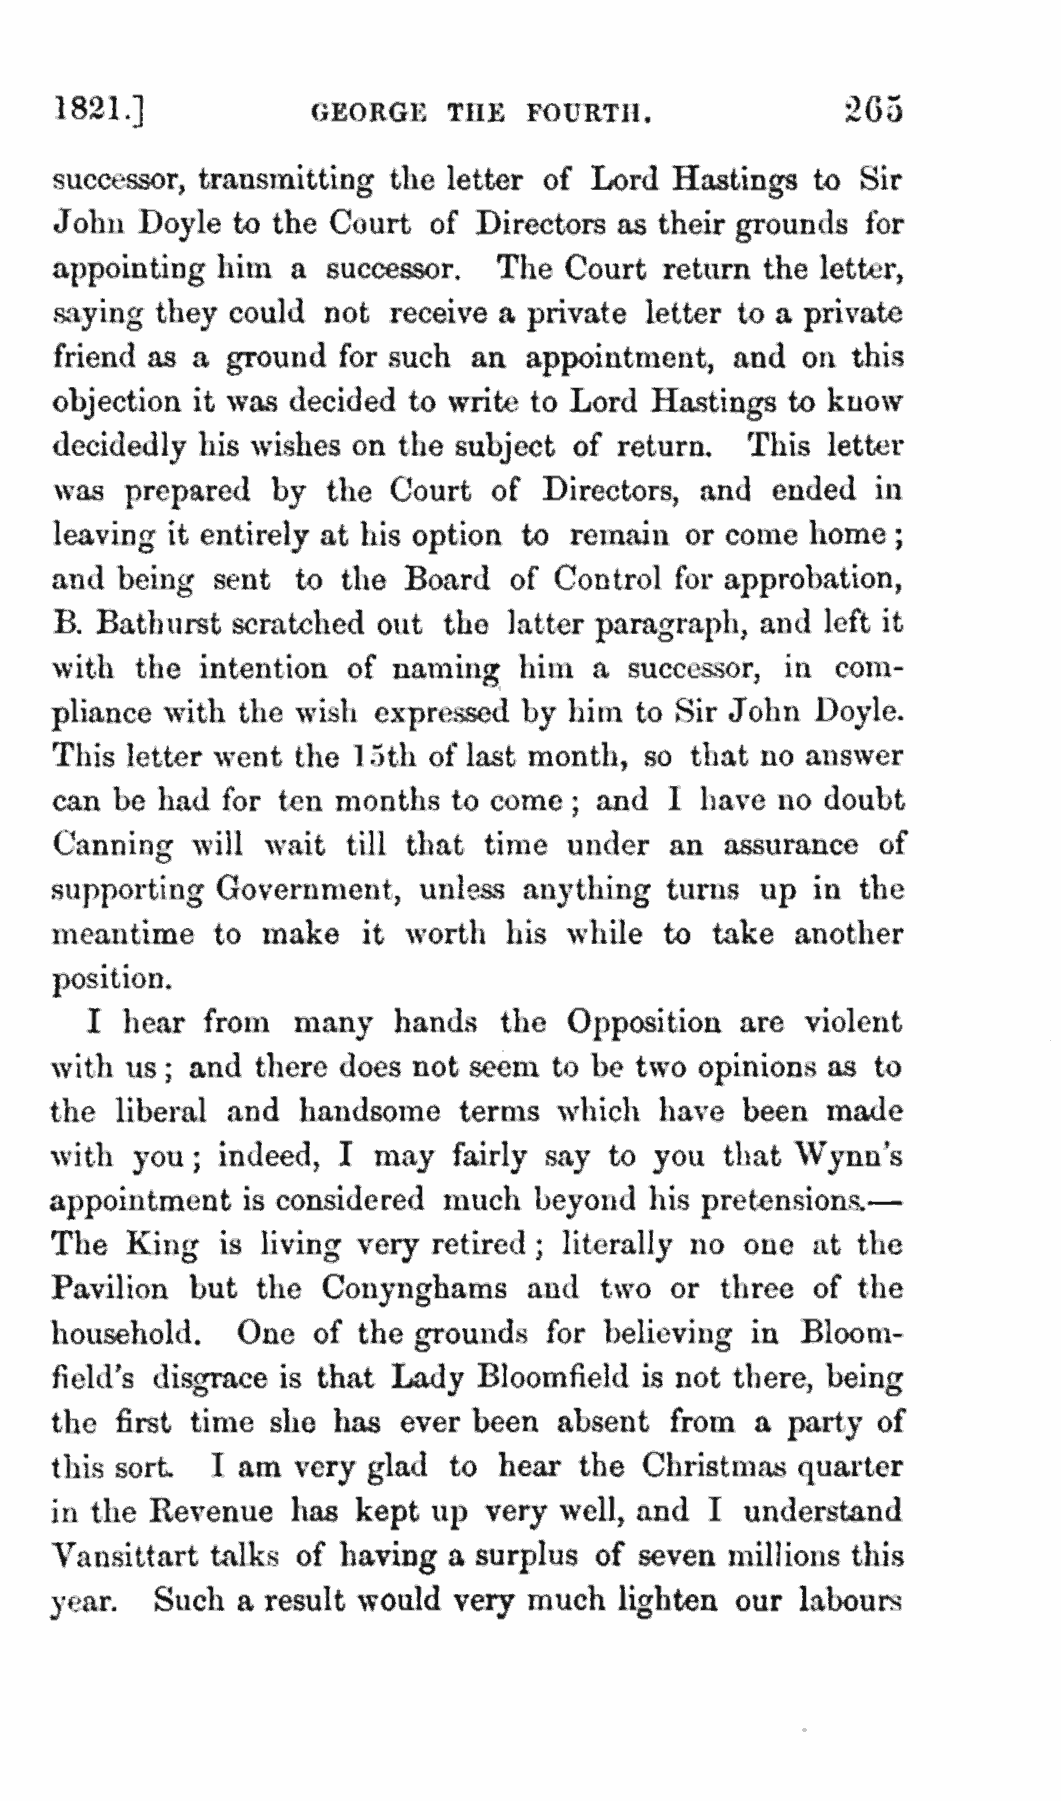 1821.] GEORGE THE FOURTH. 265
successor, transmitting the letter of Lord Hastings to Sir
John Doyle to the Court of Directors as their grounds for
appointing him a successor. The Court return the letter,
saying they could not receive a private letter to a private
friend as a ground for such an appointment, and on this
objection it was decided to write to Lord Hastings to know
decidedly his wishes on the subject of return. This letter
was prepared by the Court of Directors, and ended in
leaving it entirely at his option to remain or come home;
and being sent to the Board of Control for approbation,
B. Bathurst scratched out the latter paragraph, and left it
with the intention of naming him a successor, in com-
pliance with the wish expressed by him to Sir John Doyle.
This letter went the 15th of last month, so that no answer
can be had for ten months to come; and I have no doubt
Canning will wait till that time under an assurance of
supporting Government, unless anything turns up in the
meantime to make it worth his while to take another
position.
I hear from many hands the Opposition are violent
with us; and there does not seem to be two opinions as to
the liberal and handsome terms which have been made
with you; indeed, I may fairly say to you that Wynn's
appointment is considered much beyond his pretensions.—
The King is living very retired; literally no one at the
Pavilion but the Conynghams and two or three of the
household. One of the grounds for believing in Bloom-
field's disgrace is that Lady Bloomfield is not there, being
the first time she has ever been absent from a party of
this sort. I am very glad to hear the Christmas quarter
in the Revenue has kept up very well, and I understand
Vansittart talks of having a surplus of seven millions this
year. Such a result would very much lighten our labours